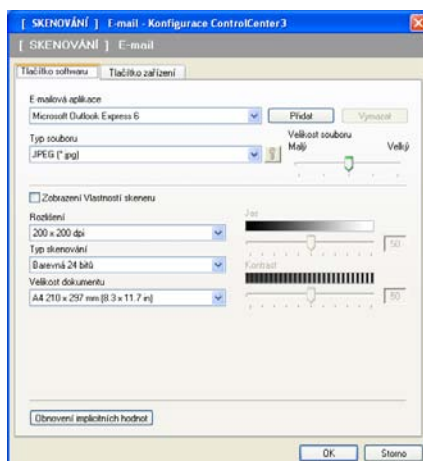 [ SKENOVÁNÍ ] E-mail - Konfigurace ControlCenter3
[ SKENOVÁNÍ ] E-mail
Tlačítko softwaru
Tlačítko zařízení
E-mailová aplikace
Microsoft Outlook Express 6
Přidat
Vymazat
Typ souboru
JPEG (*.jpg)
Velikost souboru
Malý
Velký
Zobrazení Vlastností skeneru
Rozlišení
200 x 200 dpi
Typ skenování
Barevná 24 bitů
Velikost dokumentu
A4 210 x 297 mm (8.3 x 11.7 in)
Jas
50
Kontrast
50
Obnovení implicitních hodnot
OK
Storno